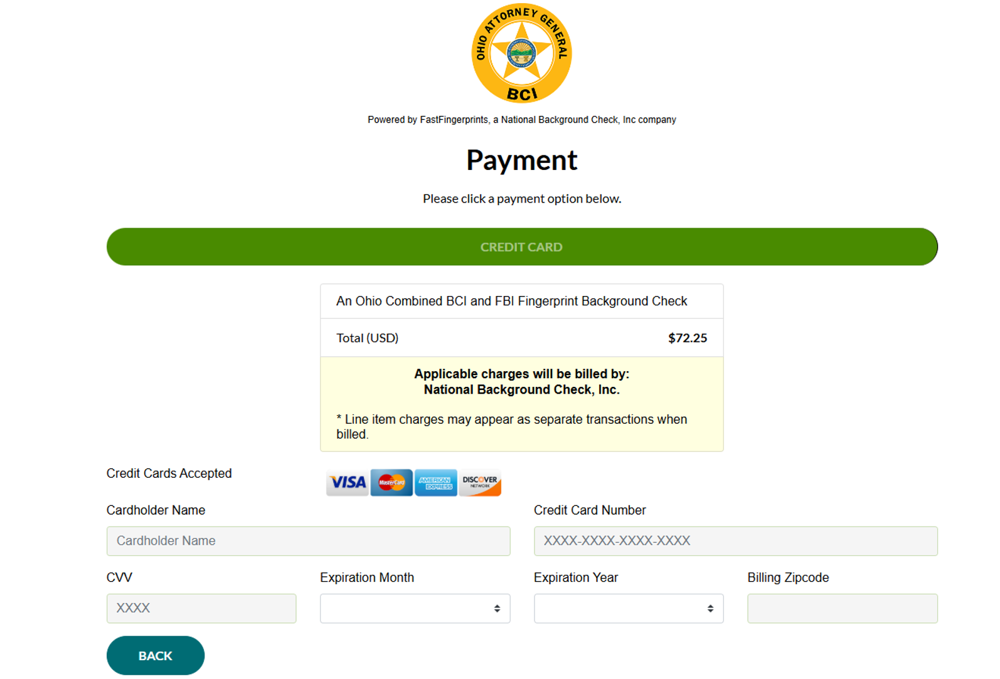 OHIO ATTORNEY GENERAL
BCI
Powered by FastFingerprints, a National Background Check, Inc company
Payment
Please click a payment option below.
CREDIT CARD
An Ohio Combined BCI and FBI Fingerprint Background Check
Total (USD) $72.25
Applicable charges will be billed by:
National Background Check, Inc.
* Line item charges may appear as separate transactions when
billed.
Credit Cards Accepted
VISA MasterCard AMERICAN EXPRESS DISCOVER NETWORK
Cardholder Name Credit Card Number
Cardholder Name XXXX-XXXX-XXXX-XXXX
CVV Expiration Month Expiration Year Billing Zipcode
XXXX
BACK